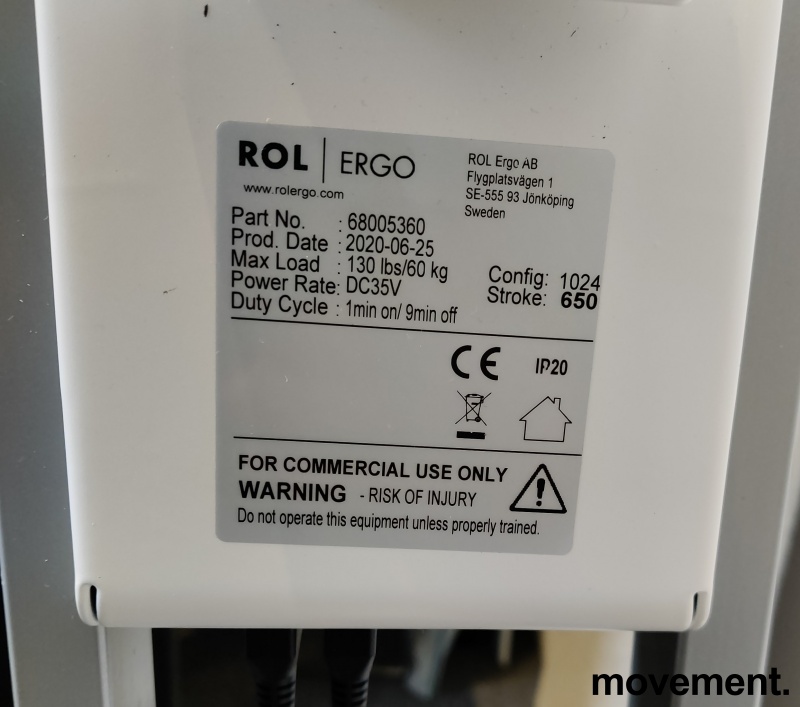 ROL | ERGO
www.rolergo.com
ROL Ergo AB
Flygplatsvägen 1
SE-555 93 Jönköping
Sweden
Part No. : 68005360
Prod. Date : 2020-06-25
Max Load : 130 lbs/60 kg
Power Rate: DC35V
Duty Cycle : 1min on/ 9min off
Config: 1024
Stroke: 650
CE IP20
FOR COMMERCIAL USE ONLY
WARNING - RISK OF INJURY
Do not operate this equipment unless properly trained.
movement.